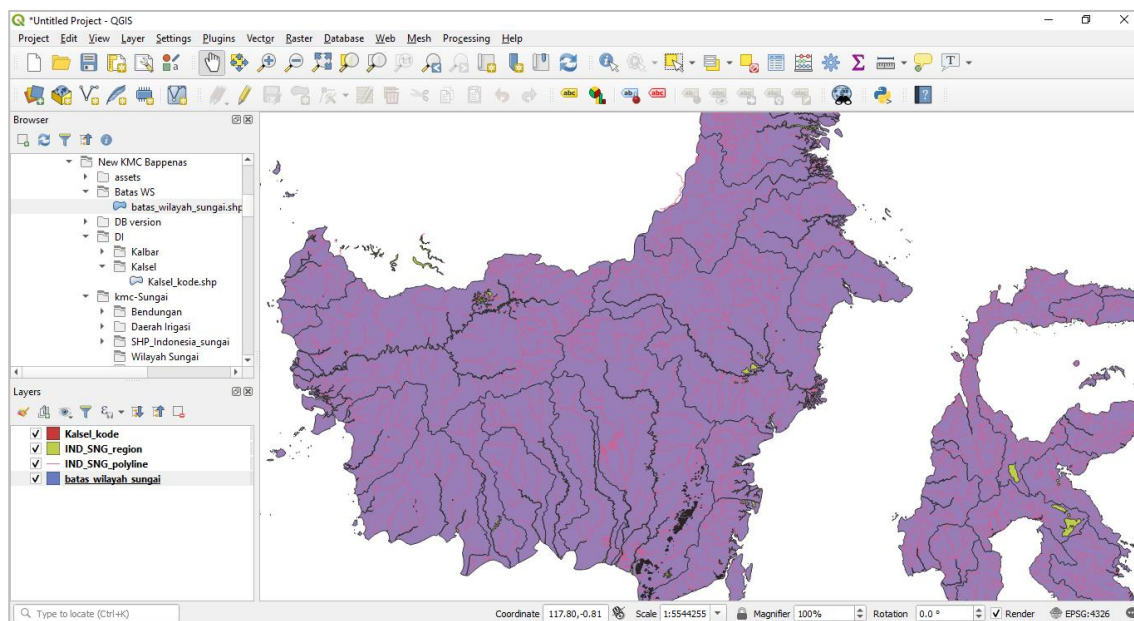 *Untitled Project - QGIS
Project Edit View Layer Settings Plugins Vector Raster Database Web Mesh Processing Help
Browser
New KMC Bappenas
assets
Batas WS
batas_wilayah_sungai.shp
DB version
DI
Kalbar
Kalsel
Kalsel_kode.shp
kmc-Sungai
Bendungan
Daerah Irigasi
SHP_Indonesia_sungai
Wilayah Sungai
Layers
Kalsel_kode
IND_SNG_region
IND_SNG_polyline
batas_wilayah_sungai
Type to locate (Ctrl+K) Coordinate 117.80,-0.81 Scale 1:5544255 Magnifier 100% Rotation 0.0 ° Render EPSG:4326